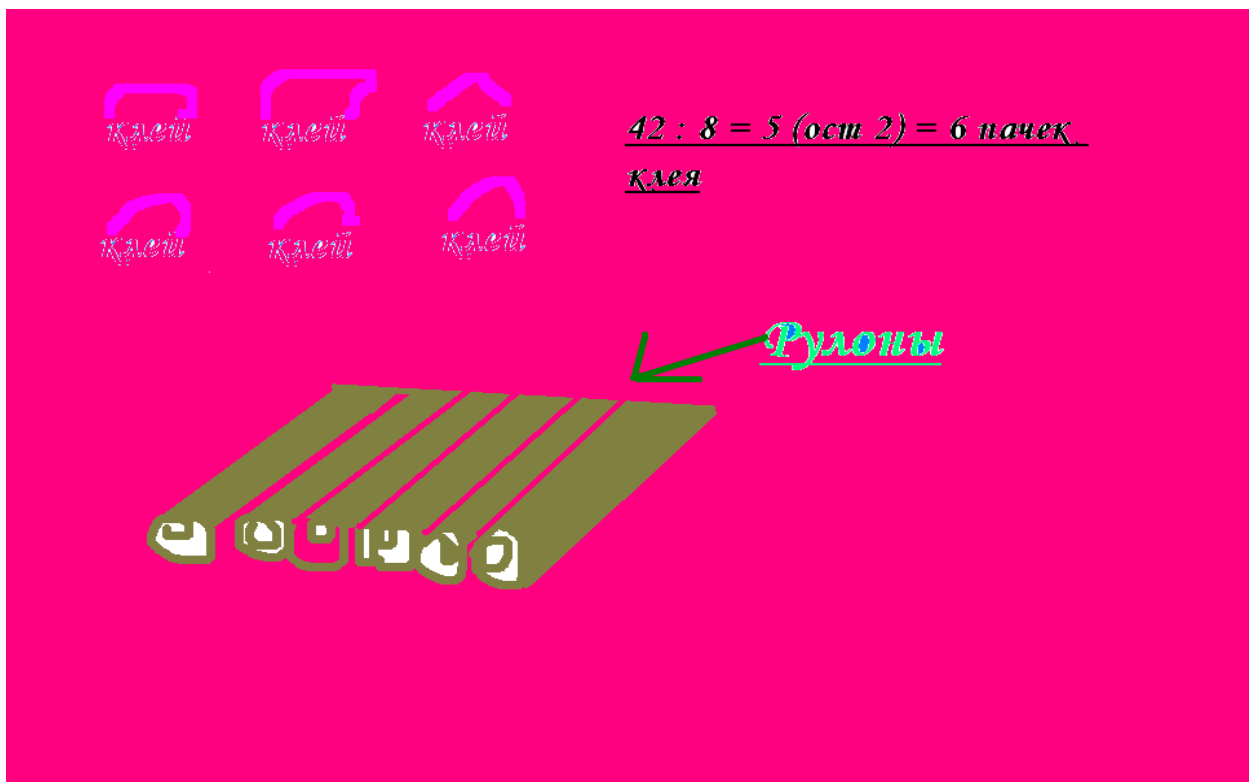 клей клей клей
42 : 8 = 5 (ост 2) = 6 пачек
клея
клей клей клей
Рулоны